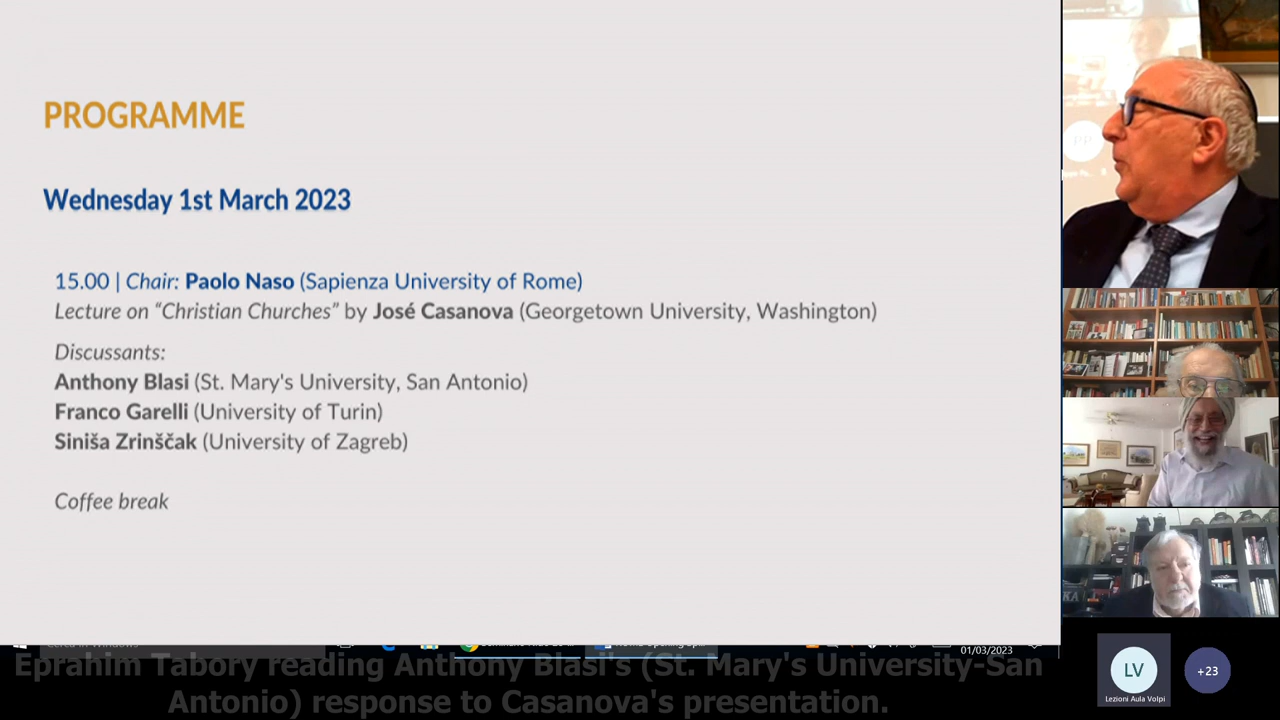 PROGRAMME
Wednesday 1st March 2023
15.00 | Chair: Paolo Naso (Sapienza University of Rome)
Lecture on “Christian Churches” by José Casanova (Georgetown University, Washington)
Discussants:
Anthony Blasi (St. Mary's University, San Antonio)
Franco Garelli (University of Turin)
Siniša Zrinščak (University of Zagreb)
Coffee break
PP
KA
01/03/2023
Eprahim Tabory reading Anthony Blasi's (St. Mary's University-San
Antonio) response to Casanova's presentation.
LV
Lezioni Aula Volpi
+23